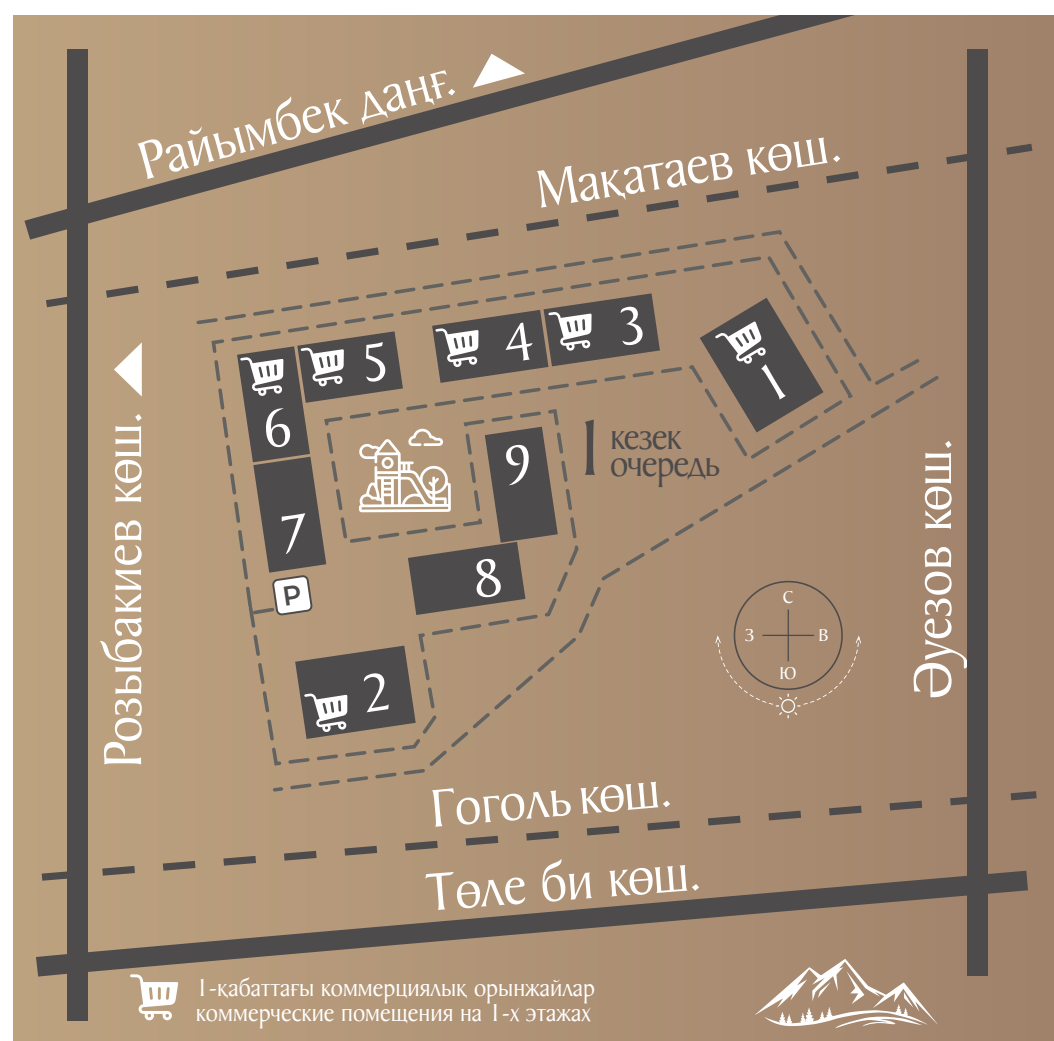 Райымбек даңғ.
Мақатаев көш.
1
3
4
5
6
7
9
8
2
1 кезек
очередь
P
Розыбакиев көш.
Әуезов көш.
С
З
В
Ю
Гоголь көш.
Төле би көш.
1-қабаттағы коммерциялық орынжайлар
коммерческие помещения на 1-х этажах